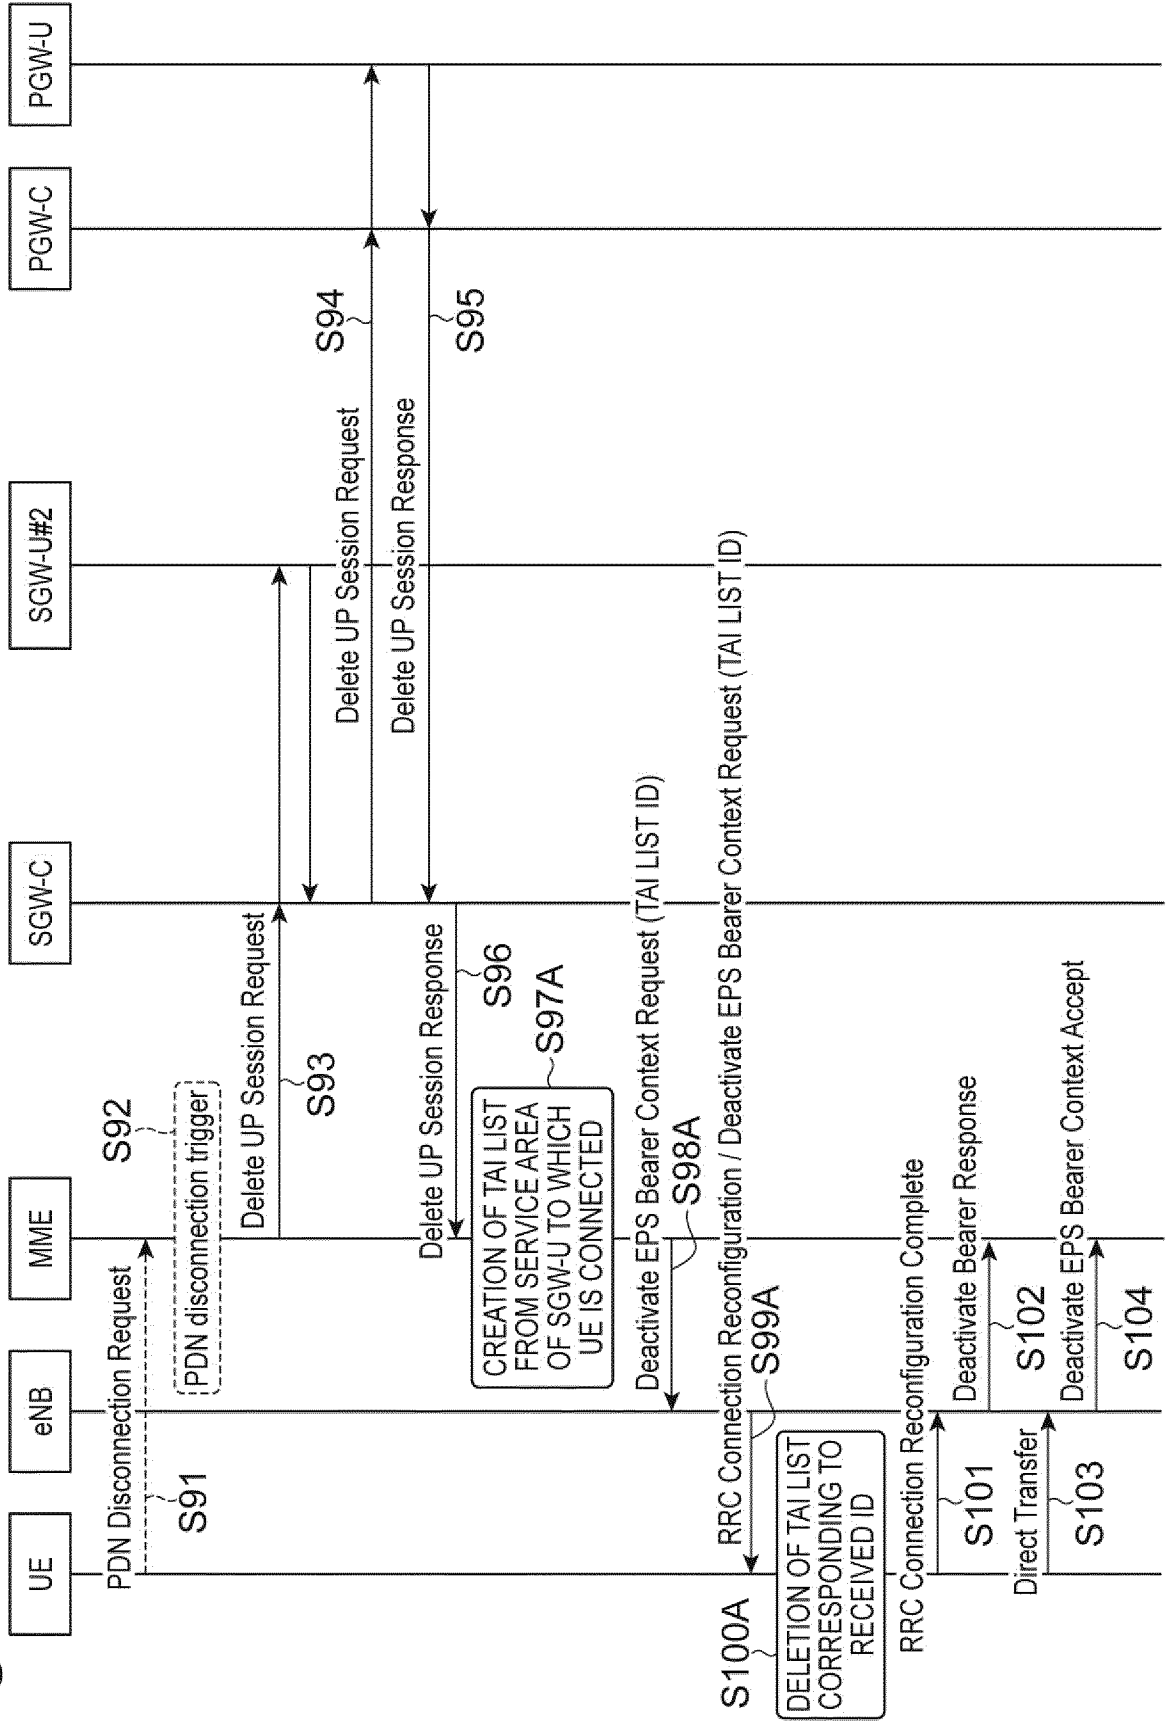 UE
eNB
MME
SGW-C
SGW-U#2
PGW-C
PGW-U
PDN Disconnection Request
S91
S92
PDN disconnection trigger
Delete UP Session Request
S93
Delete UP Session Request
S94
Delete UP Session Response
S95
Delete UP Session Response
S96
S97A
CREATION OF TAI LIST
FROM SERVICE AREA
OF SGW-U TO WHICH
UE IS CONNECTED
Deactivate EPS Bearer Context Request (TAI LIST ID)
S98A
RRC Connection Reconfiguration / Deactivate EPS Bearer Context Request (TAI LIST ID)
S99A
S100A
DELETION OF TAI LIST
CORRESPONDING TO
RECEIVED ID
RRC Connection Reconfiguration Complete
S101
Deactivate Bearer Response
S102
Direct Transfer
S103
Deactivate EPS Bearer Context Accept
S104